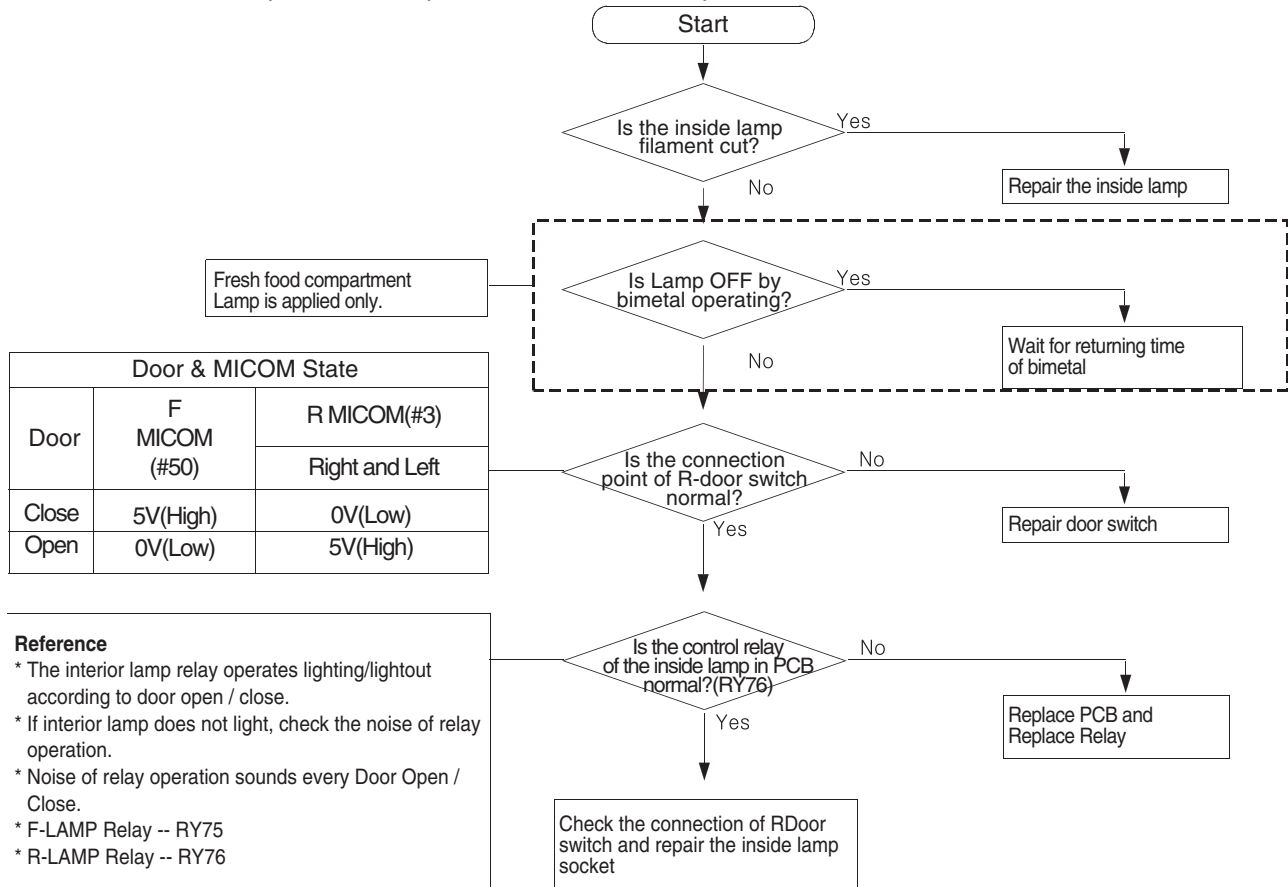 Start
Is the inside lamp
filament cut?
Yes
No
Repair the inside lamp
Fresh food compartment
Lamp is applied only.
Is Lamp OFF by
bimetal operating?
Yes
No
Wait for returning time
of bimetal
Door & MICOM State
Door
F
MICOM
(#50)
R MICOM(#3)
Right and Left
Close
5V(High)
0V(Low)
Open
0V(Low)
5V(High)
Is the connection
point of R-door switch
normal?
No
Yes
Repair door switch
Reference
* The interior lamp relay operates lighting/lightout
according to door open / close.
* If interior lamp does not light, check the noise of relay
operation.
* Noise of relay operation sounds every Door Open /
Close.
* F-LAMP Relay -- RY75
* R-LAMP Relay -- RY76
Is the control relay
of the inside lamp in PCB
normal?(RY76)
No
Yes
Replace PCB and
Replace Relay
Check the connection of RDoor
switch and repair the inside lamp
socket